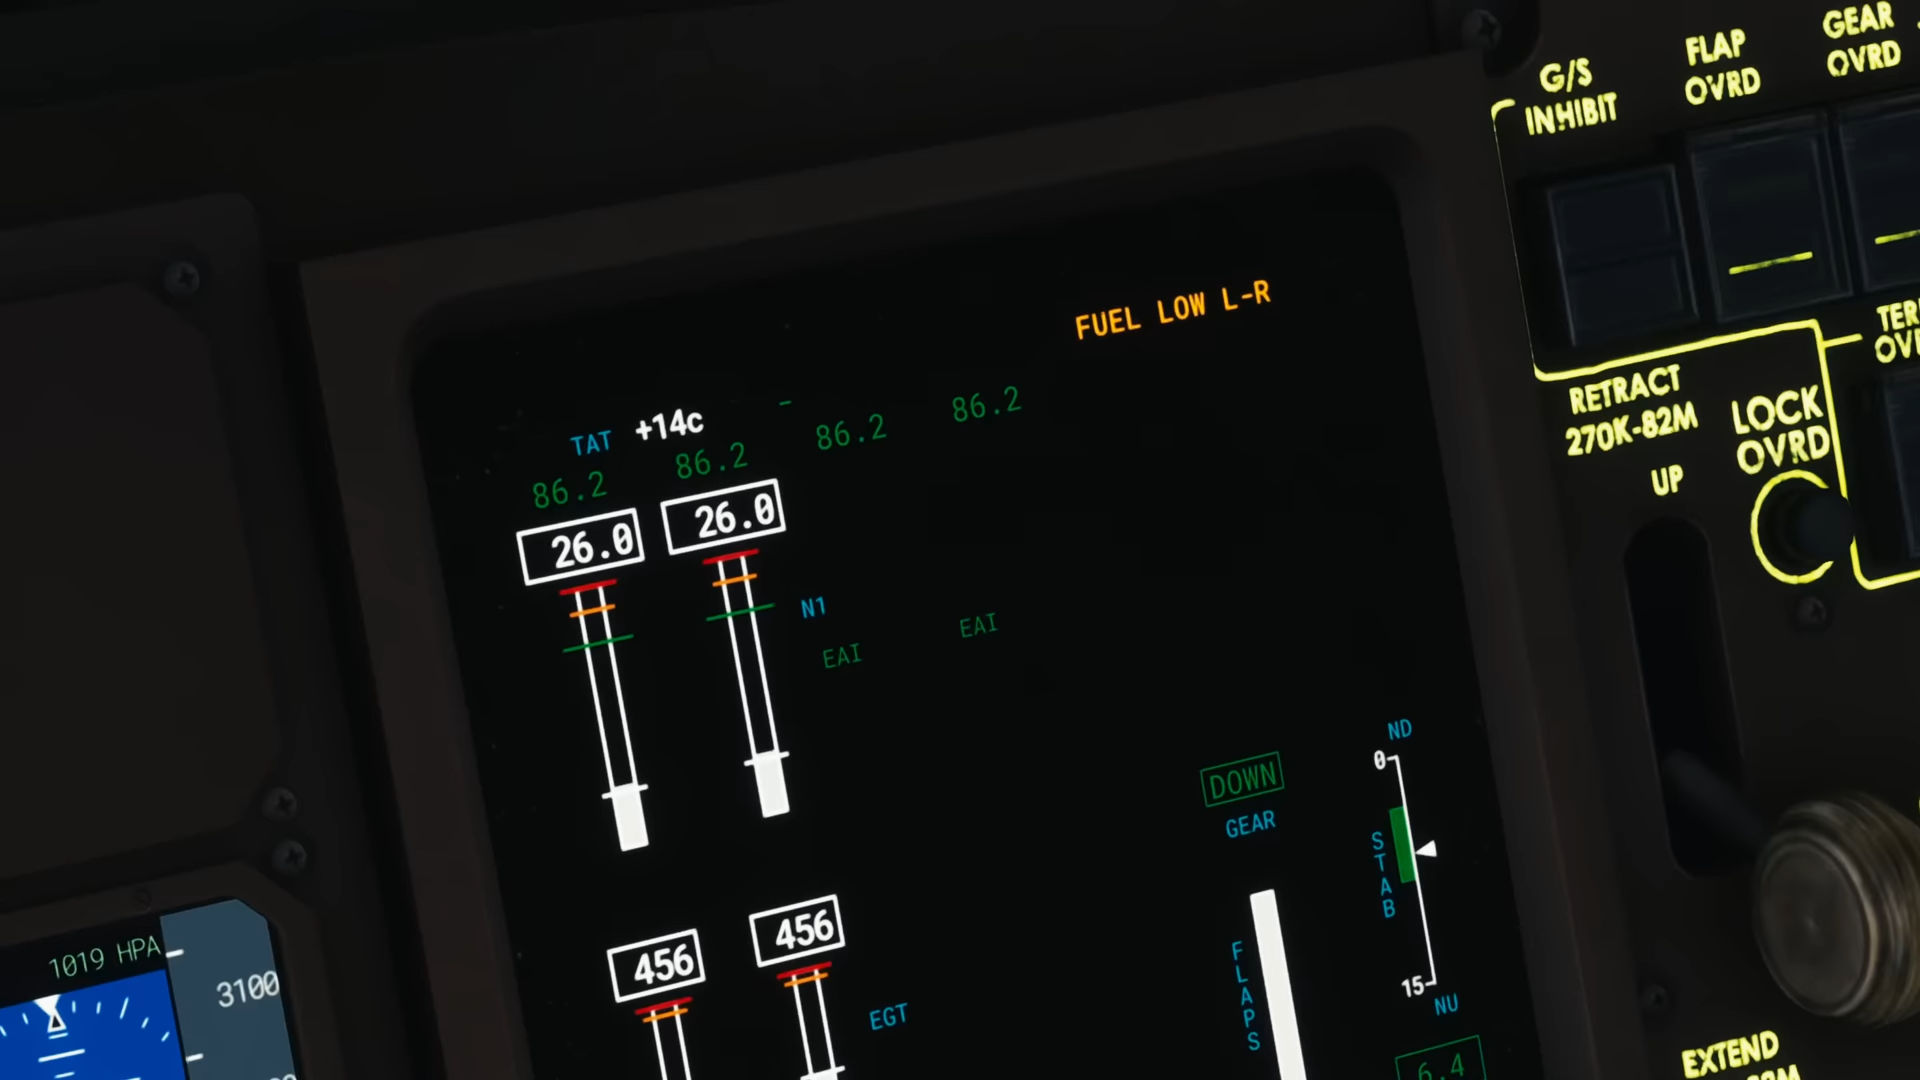 G/S INHIBIT
FLAP OVRD
GEAR OVRD
FUEL LOW L-R
TAT +14c
-
86.2 86.2 86.2 86.2
26.0 26.0
N1
EAI EAI
RETRACT
270K-82M
UP
LOCK OVRD
DOWN
GEAR
ND
0
STAB
15
NU
6.4
FLAPS
456 456
EGT
1019 HPA
3100
EXTEND